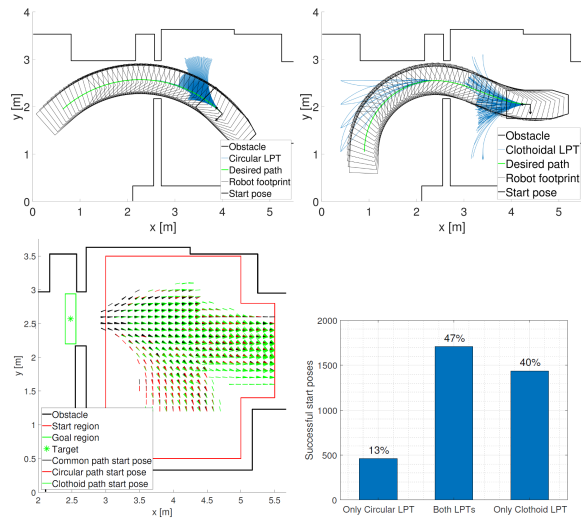 4
3
2
1
0
y [m]
0 1 2 3 4 5
x [m]
Obstacle
Circular LPT
Desired path
Robot footprint
Start pose
4
3
2
1
0
y [m]
0 1 2 3 4 5
x [m]
Obstacle
Clothoidal LPT
Desired path
Robot footprint
Start pose
3.5
3
2.5
2
1.5
1
0.5
0
y [m]
2 2.5 3 3.5 4 4.5 5 5.5
x [m]
Obstacle
Start region
Goal region
Target
Common path start pose
Circular path start pose
Clothoid path start pose
2000
1500
1000
500
0
Successful start poses
13%
47%
40%
Only Circular LPT Both LPTs Only Clothoid LPT